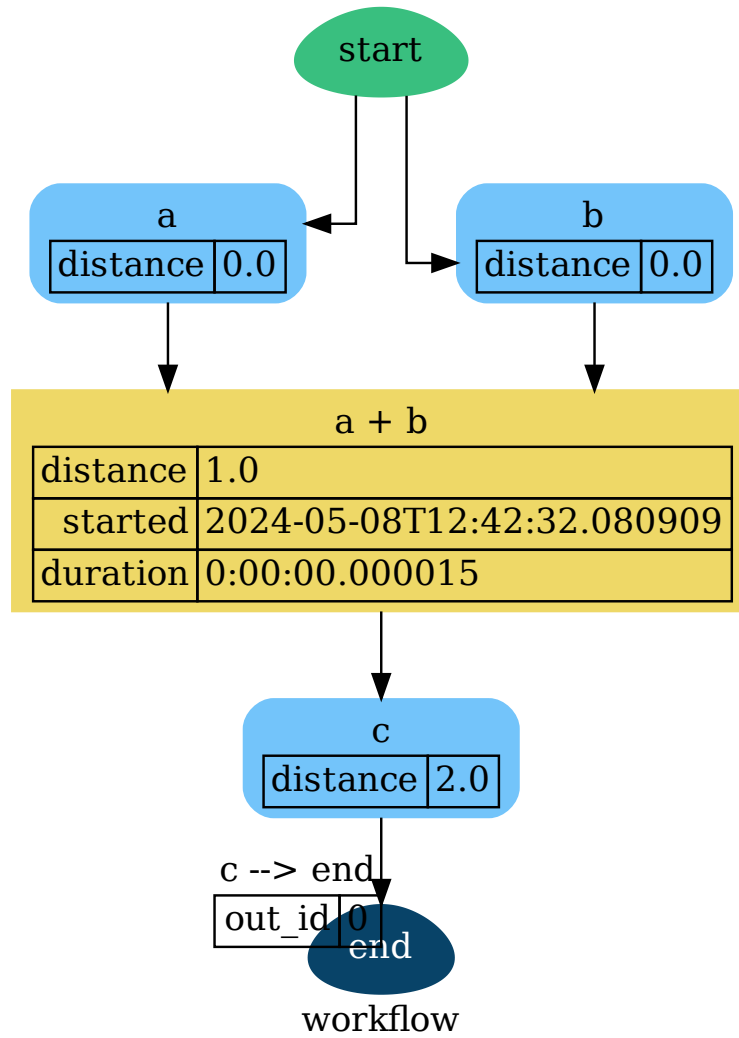 start
a
distance 0.0
b
distance 0.0
a + b
distance 1.0
started 2024-05-08T12:42:32.080909
duration 0:00:00.000015
c
distance 2.0
c --> end
out_id 0
end
workflow